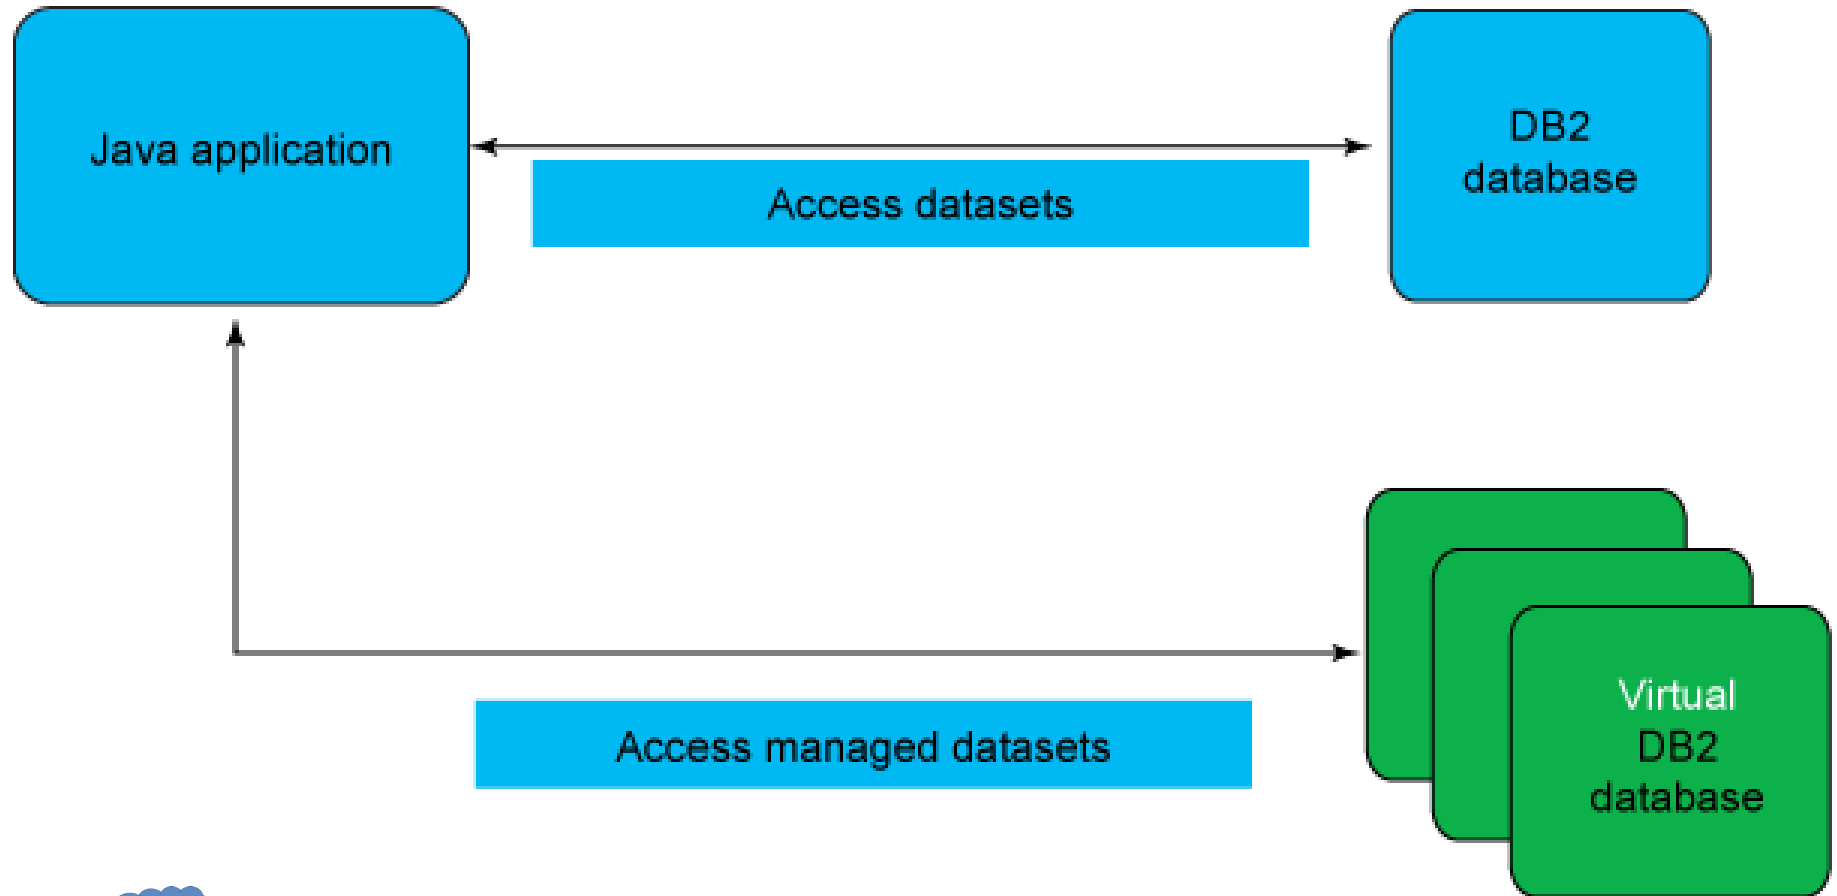 Java application
DB2
database
Access datasets
Access managed datasets
Virtual
DB2
database